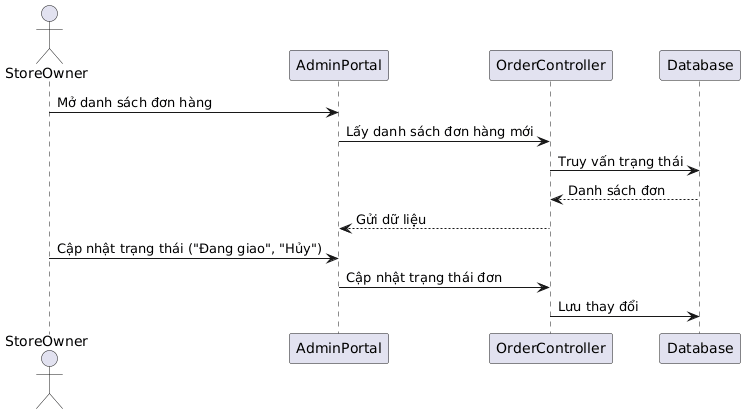 StoreOwner
AdminPortal
OrderController
Database
Mở danh sách đơn hàng
Lấy danh sách đơn hàng mới
Truy vấn trạng thái
Danh sách đơn
Gửi dữ liệu
Cập nhật trạng thái ("Đang giao", "Hủy")
Cập nhật trạng thái đơn
Lưu thay đổi
StoreOwner
AdminPortal
OrderController
Database